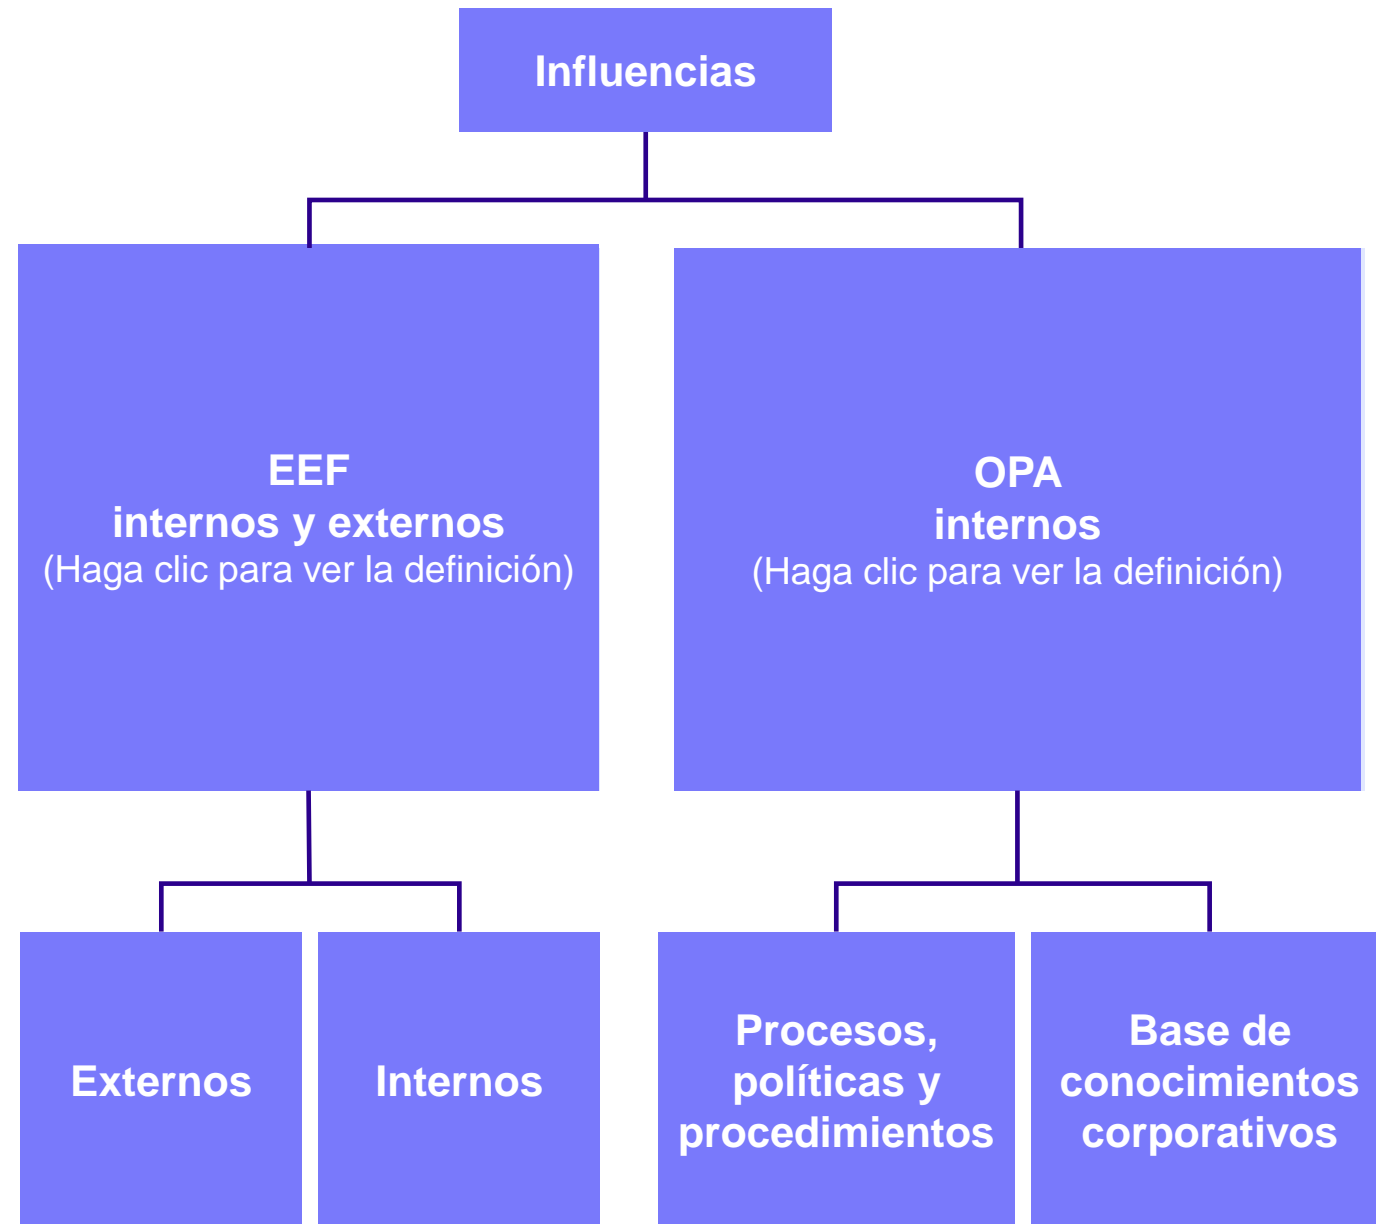 Influencias
EEF
internos y externos
(Haga clic para ver la definición)
OPA
internos
(Haga clic para ver la definición)
Externos
Internos
Procesos,
políticas y
procedimientos
Base de
conocimientos
corporativos